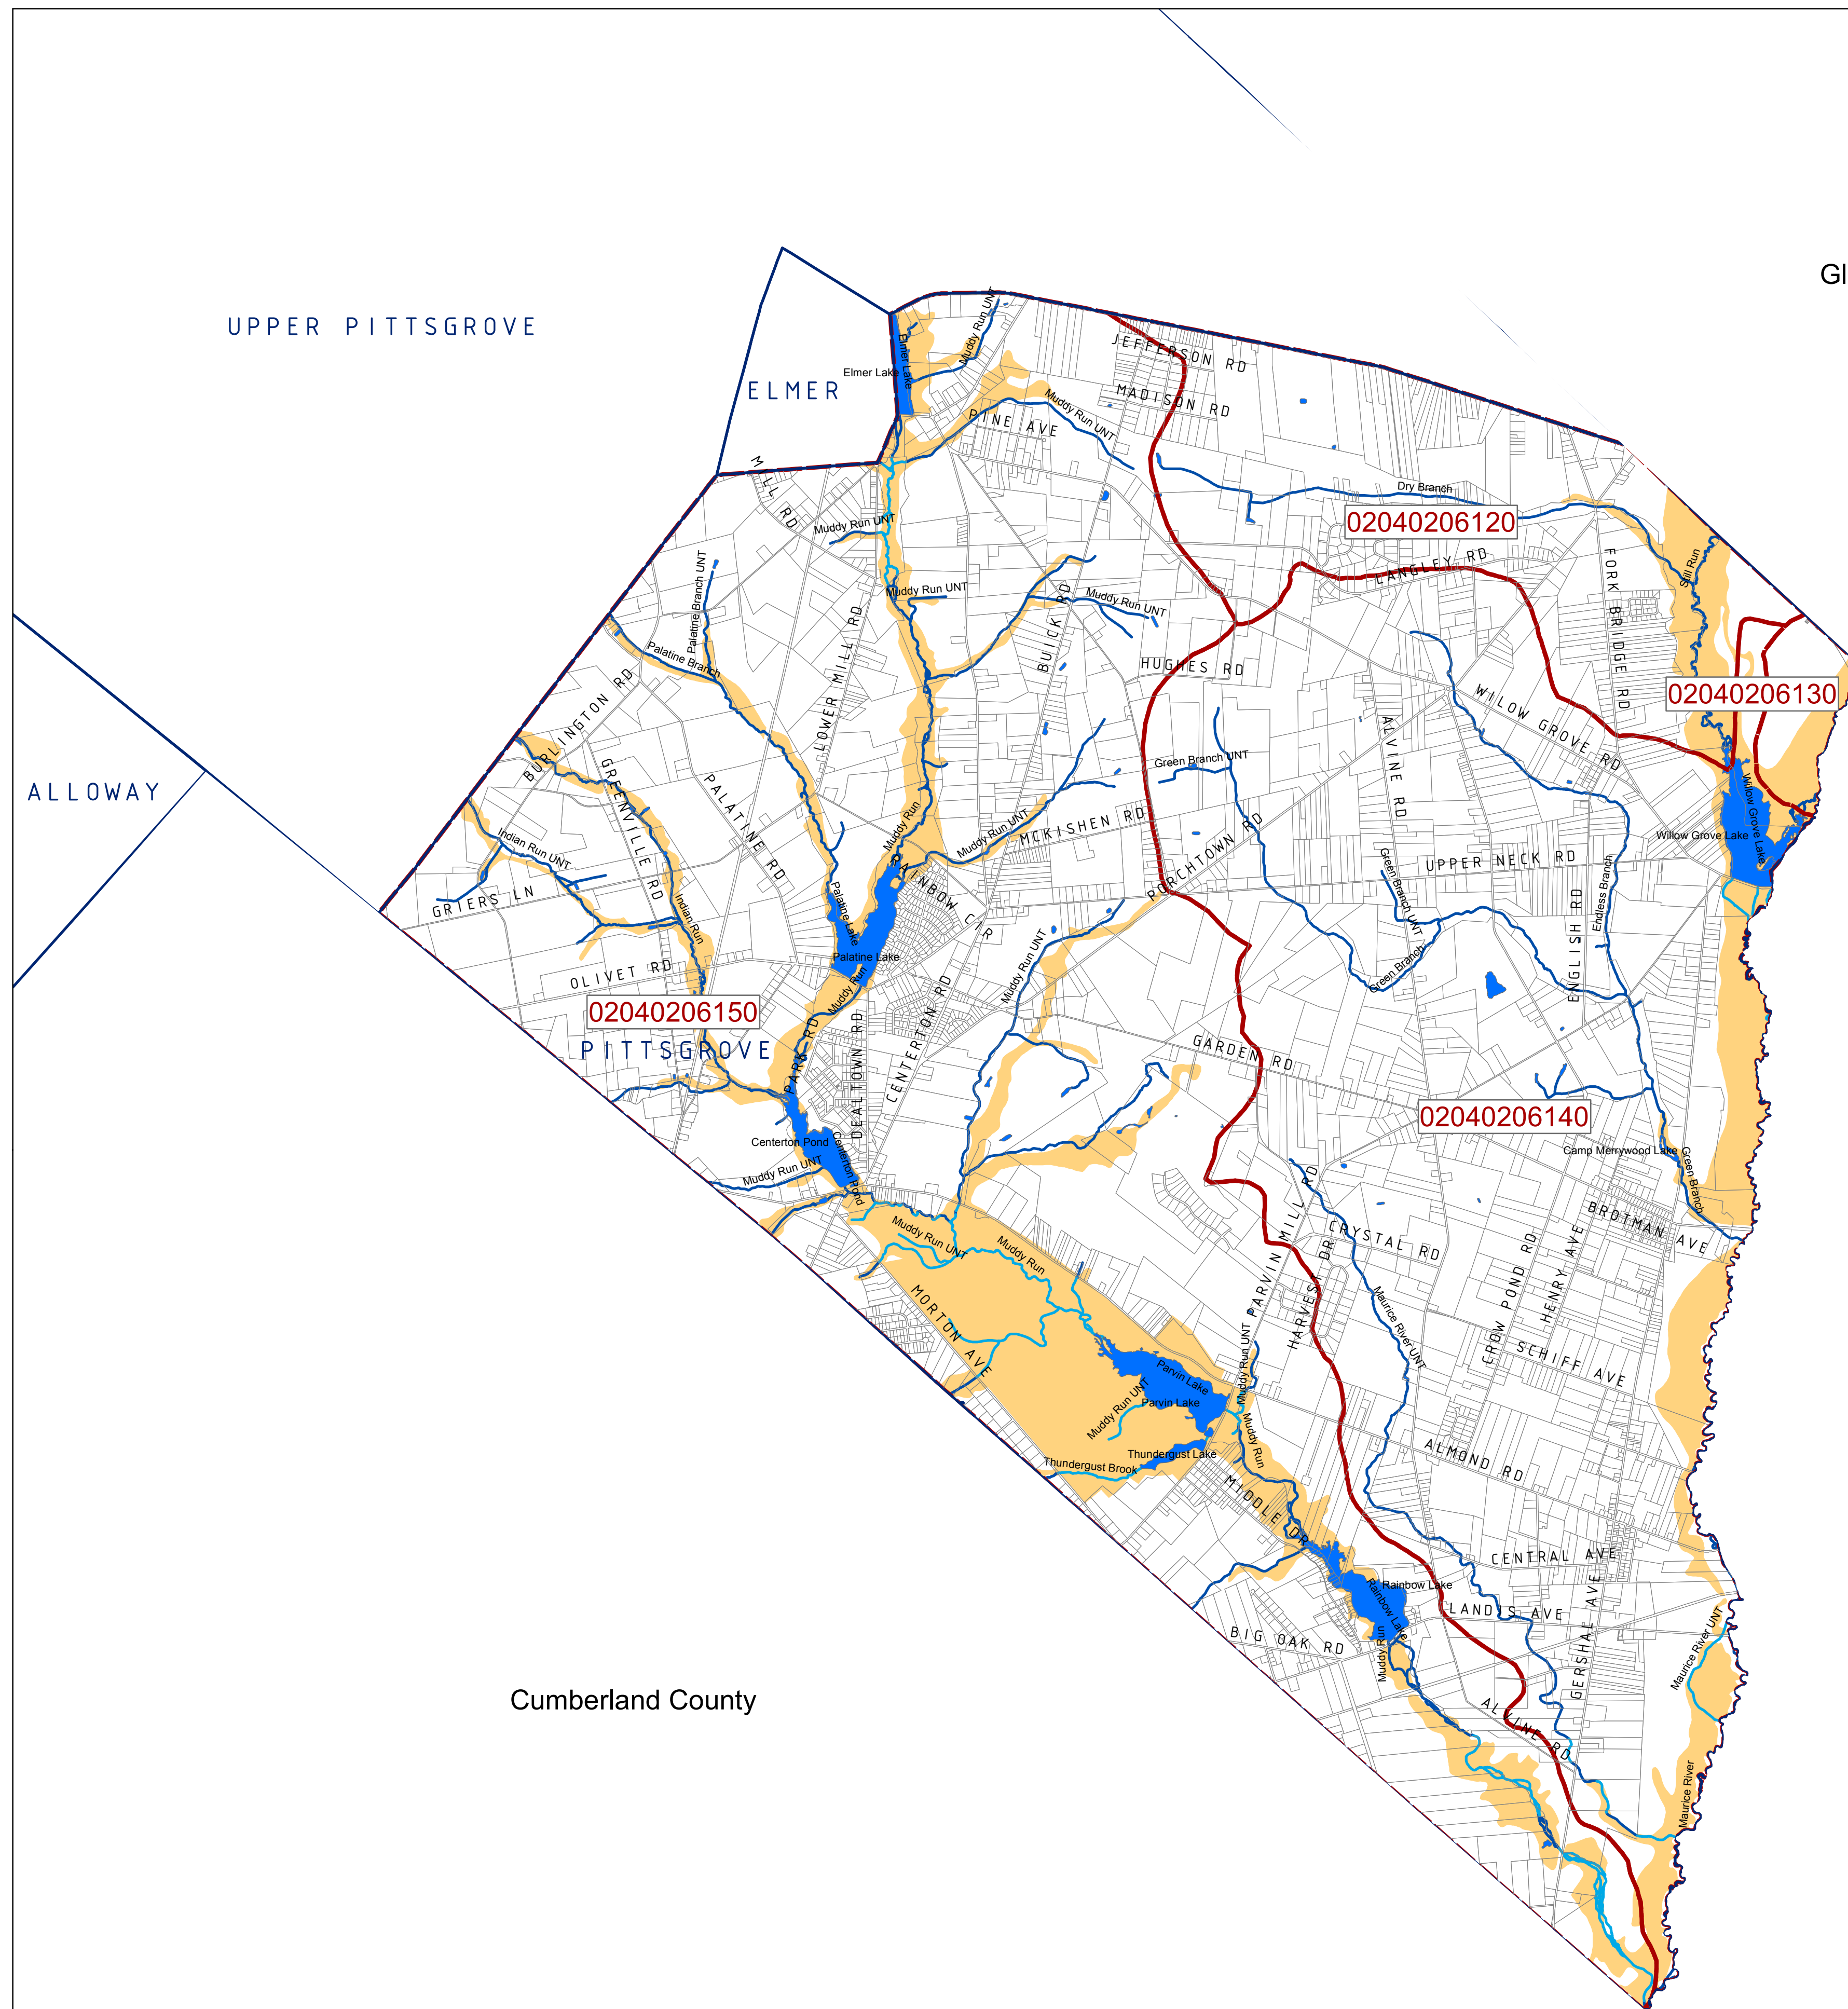 Gl
UPPER PITTSGROVE
ELMER
ALLOWAY
PITTSGROVE
Cumberland County
02040206120
02040206130
02040206150
02040206140
Muddy Run UNT
Elmer Lake
Elmer Lake
JEFFERSON RD
MADISON RD
PINE AVE
Muddy Run UNT
MILL RD
Dry Branch
Muddy Run UNT
LANGLEY RD
FORK BRIDGE RD
Still Run
Palatine Branch UNT
Muddy Run UNT
Muddy Run UNT
BUICK RD
Palatine Branch
LOWER MILL RD
HUGHES RD
BURLINGTON RD
WILOW GROVE RD
ALVINE RD
Green Branch UNT
GREENVILLE RD
PALATINE RD
Muddy Run
Muddy Run UNT
MCKISHEN RD
PORCHTOWN RD
Willow Grove Lake
Willow Grove Lake
Indian Run UNT
RAINBOW CIR
UPPER NECK RD
GRIERS LN
Indian Run
Palatine Lake
Palatine Lake
Green Branch UNT
Endless Branch
ENGLISH RD
Green Branch
OLIVET RD
Muddy Run
Muddy Run UNT
CENTERTON RD
DEALTOWN RD
PARK RD
GARDEN RD
Centerton Pond
Centerton Pond
Muddy Run UNT
Camp Merrywood Lake
Green Branch
BROTMAN AVE
Muddy Run UNT
Muddy Run
PARVIN MILL RD
CRYSTAL RD
HARVEST DR
CROW POND RD
HENRY AVE
MORTON AVE
Maurice River UNT
SCHIFF AVE
Parvin Lake
Parvin Lake
Muddy Run UNT
Muddy Run UNT
Muddy Run
Thundergust Lake
Thundergust Brook
ALMOND RD
MIDDLE DR
CENTRAL AVE
Rainbow Lake
Rainbow Lake
LANDIS AVE
BIG OAK RD
Muddy Run
GERSHAL AVE
Maurice River UNT
ALVINE RD
Maurice River